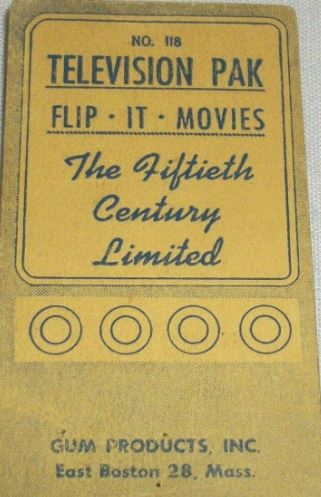 NO. 118
TELEVISION PAK
FLIP · IT · MOVIES
The Fiftieth
Century
Limited
GUM PRODUCTS, INC.
East Boston 28, Mass.